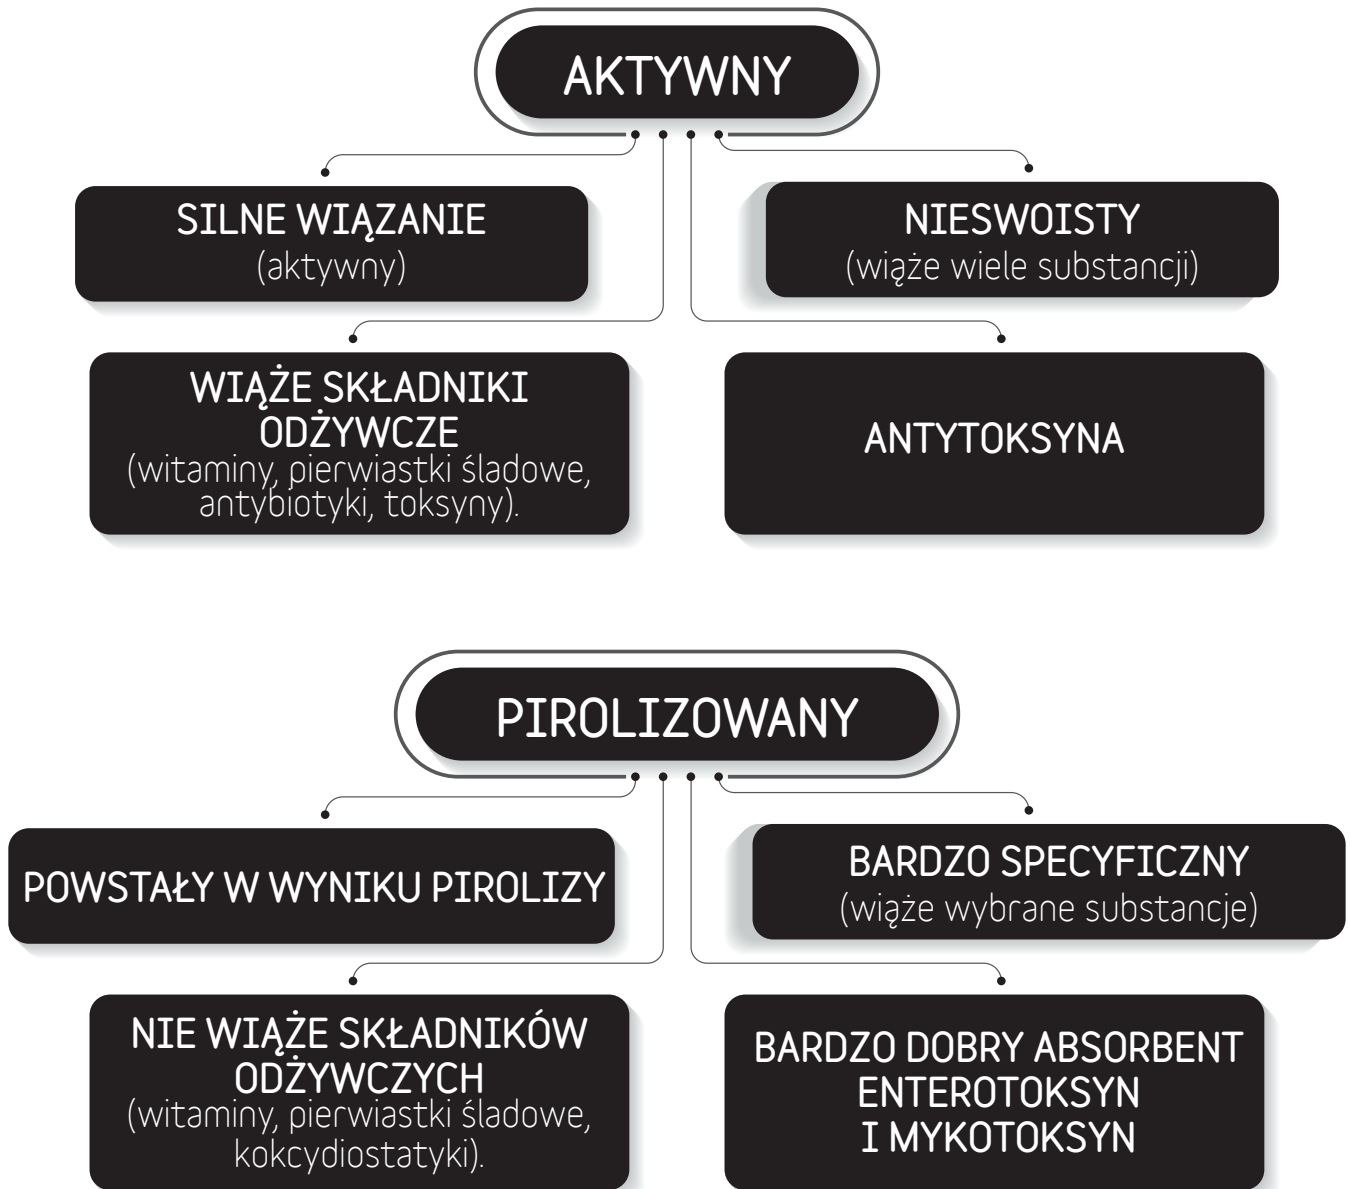 AKTYWNY
SILNE WIĄZANIE
(aktywny)
NIESWOISTY
(wiąże wiele substancji)
WIĄŻE SKŁADNIKI
ODŻYWCZE
(witaminy, pierwiastki śladowe,
antybiotyki, toksyny).
ANTYTOKSYNA
PIROLIZOWANY
POWSTAŁY W WYNIKU PIROLIZY
BARDZO SPECYFICZNY
(wiąże wybrane substancje)
NIE WIĄŻE SKŁADNIKÓW
ODŻYWCZYCH
(witaminy, pierwiastki śladowe,
kokcydiostatyki).
BARDZO DOBRY ABSORBENT
ENTEROTOKSYN
I MYKOTOKSYN